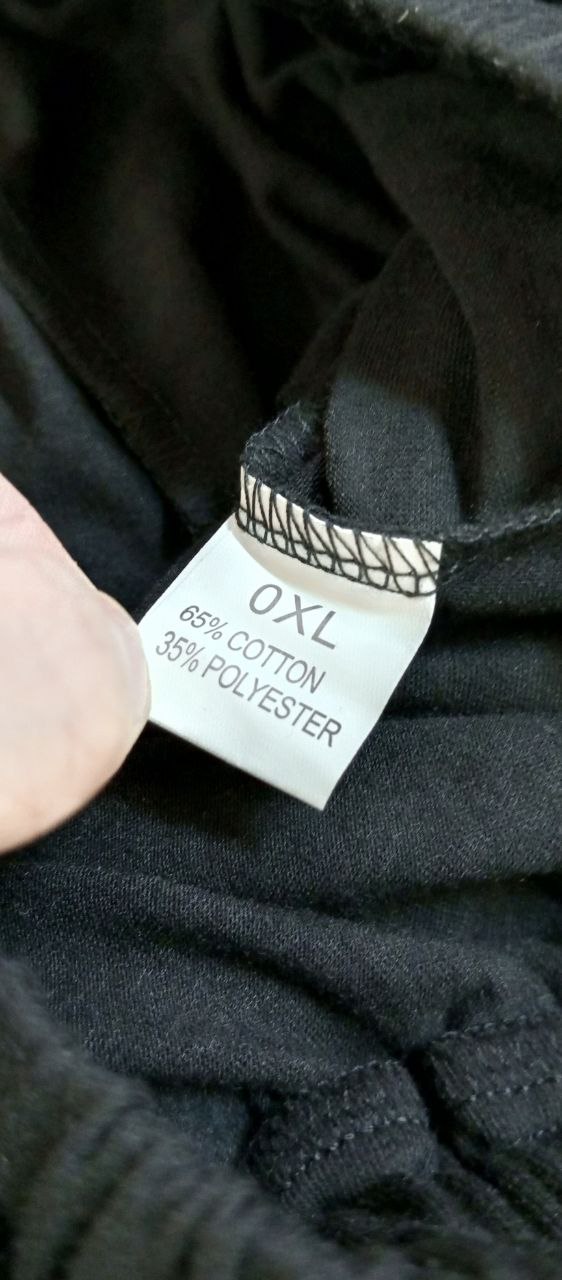 0XL
65% COTTON
35% POLYESTER